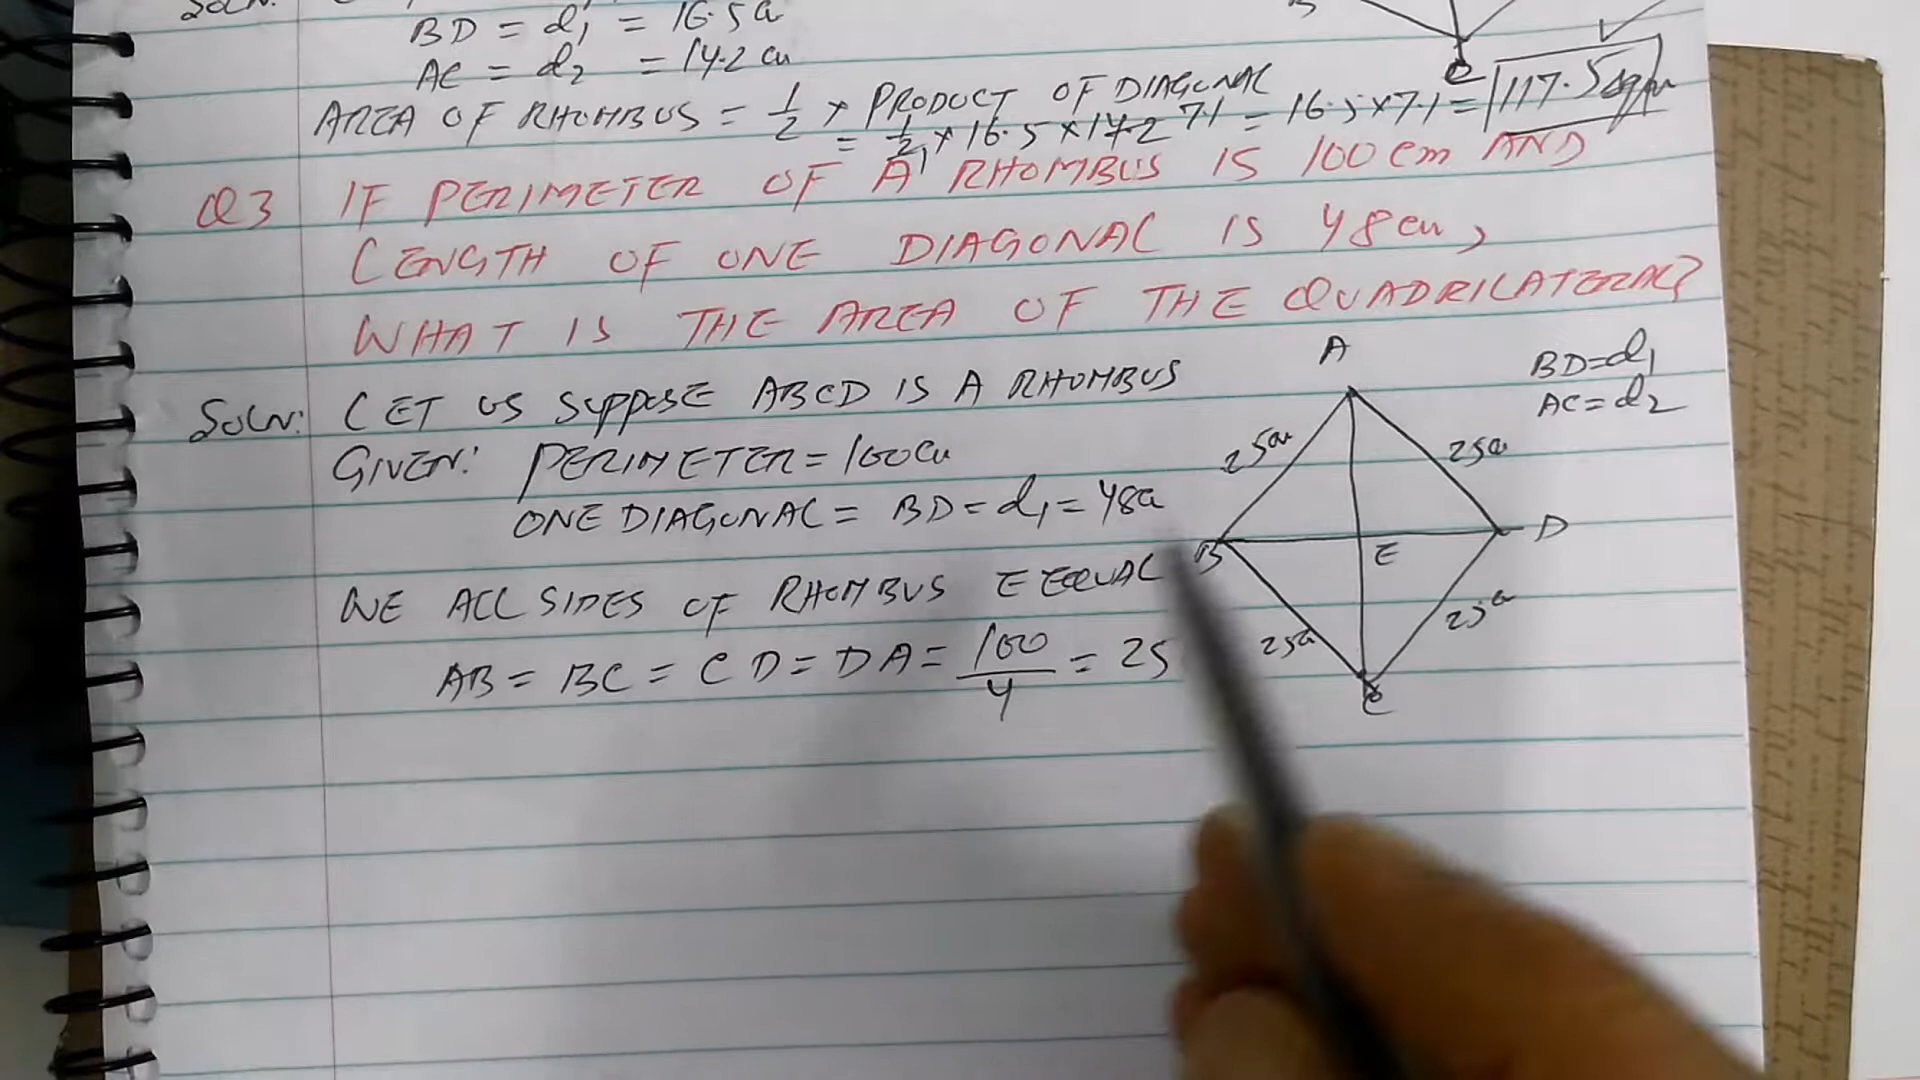 SOLN:
BD = d₁ = 16.5 cm
AC = d₂ = 14.2 cm
AREA OF RHOMBUS = 1/2 × PRODUCT OF DIAGONAL
= 1/2 × 16.5 × 14.2 7.1 = 16.5 × 7.1 = 117.5 sq cm
Q3 IF PERIMETER OF A RHOMBUS IS 100 cm AND
LENGTH OF ONE DIAGONAL IS 48 cm,
WHAT IS THE AREA OF THE QUADRILATERAL?
SOLN: LET US SUPPOSE ABCD IS A RHOMBUS
GIVEN: PERIMETER = 100 cm
ONE DIAGONAL = BD = d₁ = 48 cm
WE ALL SIDES OF RHOMBUS EQUAL
AB = BC = CD = DA = 100/4 = 25
B
C
A
BD = d₁
AC = d₂
25 cm
25 cm
B
E
D
25 cm
25 cm
C